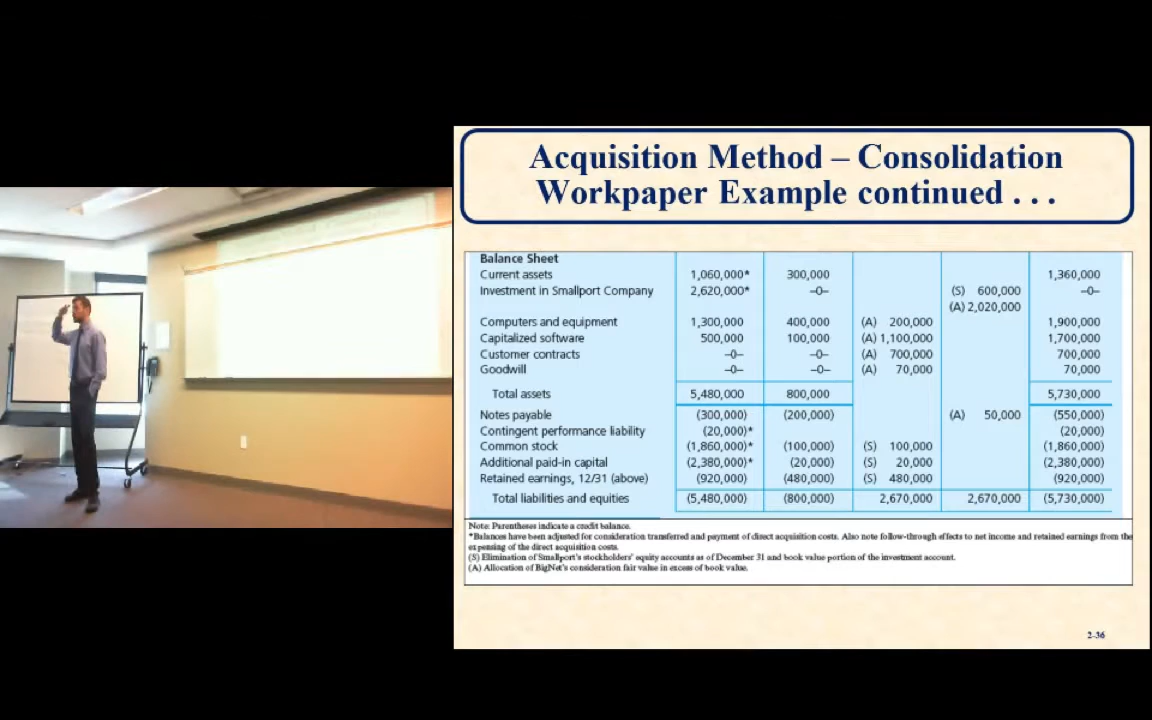 Acquisition Method – Consolidation
Workpaper Example continued . . .
Balance Sheet
Current assets 1,060,000* 300,000 1,360,000
Investment in Smallport Company 2,620,000* –0– (S) 600,000 –0–
(A) 2,020,000
Computers and equipment 1,300,000 400,000 (A) 200,000 1,900,000
Capitalized software 500,000 100,000 (A) 1,100,000 1,700,000
Customer contracts –0– –0– (A) 700,000 700,000
Goodwill –0– –0– (A) 70,000 70,000
Total assets 5,480,000 800,000 5,730,000
Notes payable (300,000) (200,000) (A) 50,000 (550,000)
Contingent performance liability (20,000)* (20,000)
Common stock (1,860,000)* (100,000) (S) 100,000 (1,860,000)
Additional paid-in capital (2,380,000)* (20,000) (S) 20,000 (2,380,000)
Retained earnings, 12/31 (above) (920,000) (480,000) (S) 480,000 (920,000)
Total liabilities and equities (5,480,000) (800,000) 2,670,000 2,670,000 (5,730,000)
Note: Parentheses indicate a credit balance.
*Balances have been adjusted for consideration transferred and payment of direct acquisition costs. Also note follow-through effects to net income and retained earnings from the
expensing of the direct acquisition costs.
(S) Elimination of Smallport's stockholders' equity accounts as of December 31 and book value portion of the investment account.
(A) Allocation of BigNet's consideration fair value in excess of book value.
2-36